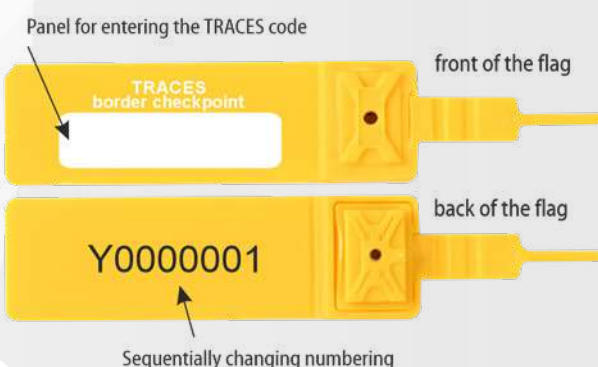 Panel for entering the TRACES code
front of the flag
TRACES
border checkpoint
back of the flag
Y0000001
Sequentially changing numbering